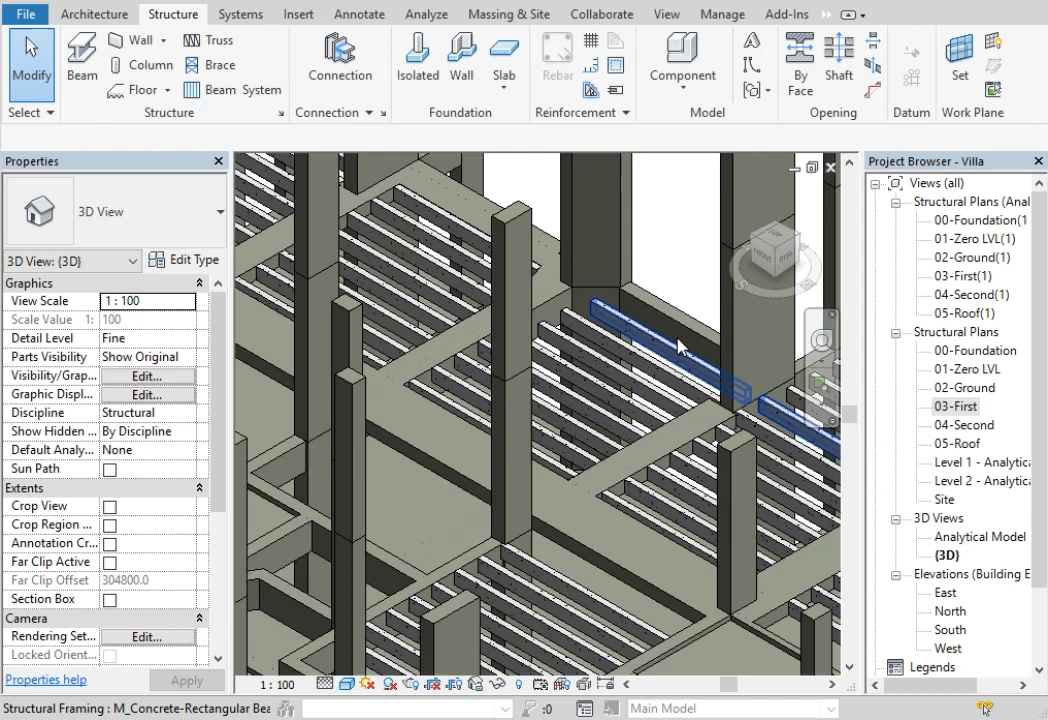 File Architecture Structure Systems Insert Annotate Analyze Massing & Site Collaborate View Manage Add-Ins
Modify
Beam
Wall
Column
Floor
Truss
Brace
Beam System
Connection
Isolated
Wall
Slab
Rebar
Component
By
Face
Shaft
Set
Select
Structure
Connection
Foundation
Reinforcement
Model
Opening
Datum
Work Plane
Properties
3D View
3D View: {3D}
Edit Type
Graphics
View Scale 1 : 100
Scale Value 1: 100
Detail Level Fine
Parts Visibility Show Original
Visibility/Grap... Edit...
Graphic Displ... Edit...
Discipline Structural
Show Hidden ... By Discipline
Default Analy... None
Sun Path
Extents
Crop View
Crop Region ...
Annotation Cr...
Far Clip Active
Far Clip Offset 304800.0
Section Box
Camera
Rendering Set... Edit...
Locked Orient...
Properties help
Apply
1 : 100
Project Browser - Villa
Views (all)
Structural Plans (Anal
00-Foundation(1
01-Zero LVL(1)
02-Ground(1)
03-First(1)
04-Second(1)
05-Roof(1)
Structural Plans
00-Foundation
01-Zero LVL
02-Ground
03-First
04-Second
05-Roof
Level 1 - Analytica
Level 2 - Analytica
Site
3D Views
Analytical Model
{3D}
Elevations (Building E
East
North
South
West
Legends
Structural Framing : M_Concrete-Rectangular Bea
:0
Main Model